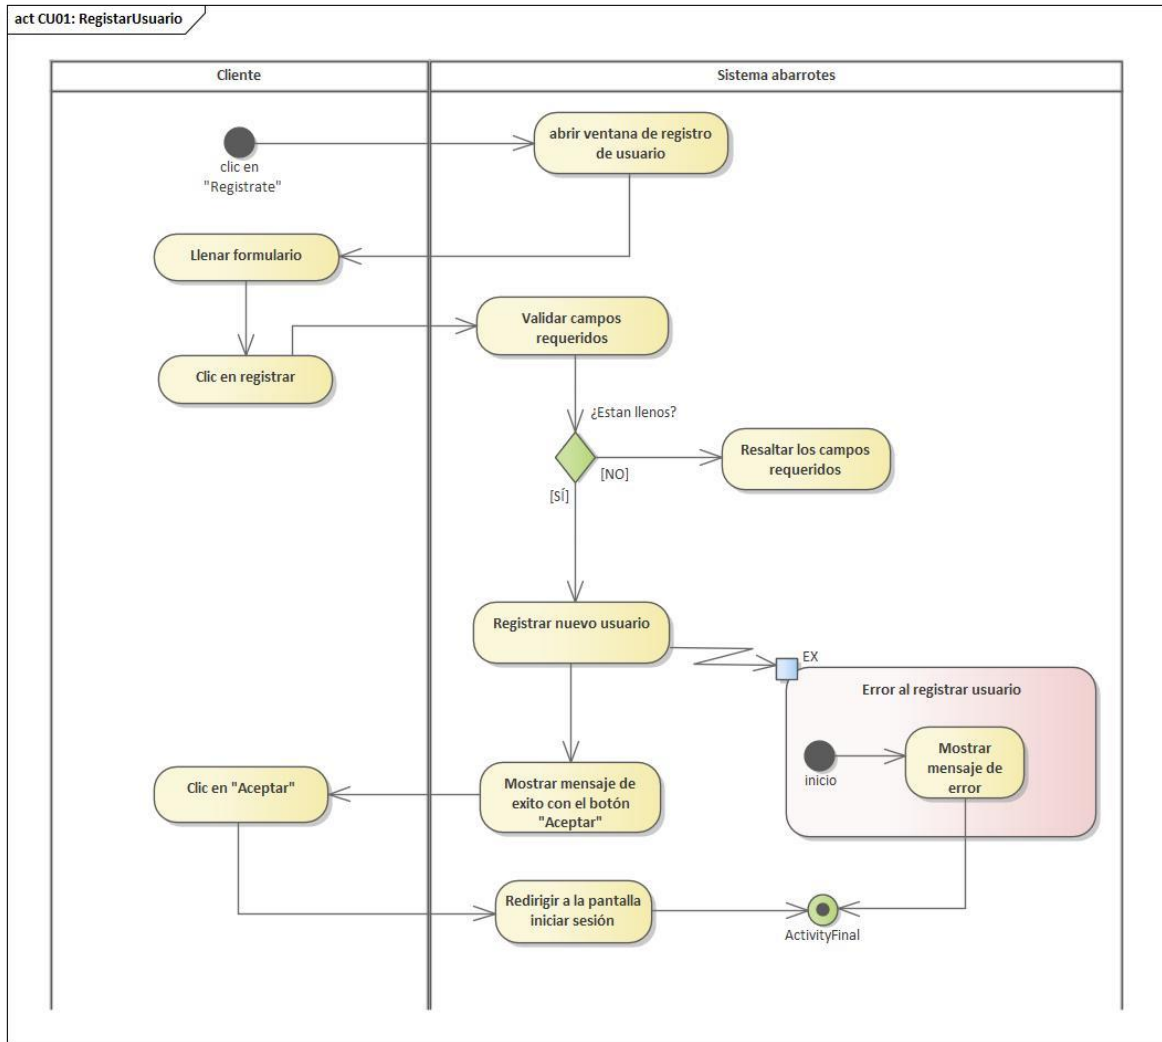 act CU01: RegistarUsuario
Cliente
Sistema abarrotes
clic en
"Registrate"
abrir ventana de registro
de usuario
Llenar formulario
Validar campos
requeridos
Clic en registrar
¿Estan llenos?
[NO]
[SÍ]
Resaltar los campos
requeridos
Registrar nuevo usuario
EX
Error al registrar usuario
inicio
Mostrar
mensaje de
error
Clic en "Aceptar"
Mostrar mensaje de
exito con el botón
"Aceptar"
Redirigir a la pantalla
iniciar sesión
ActivityFinal